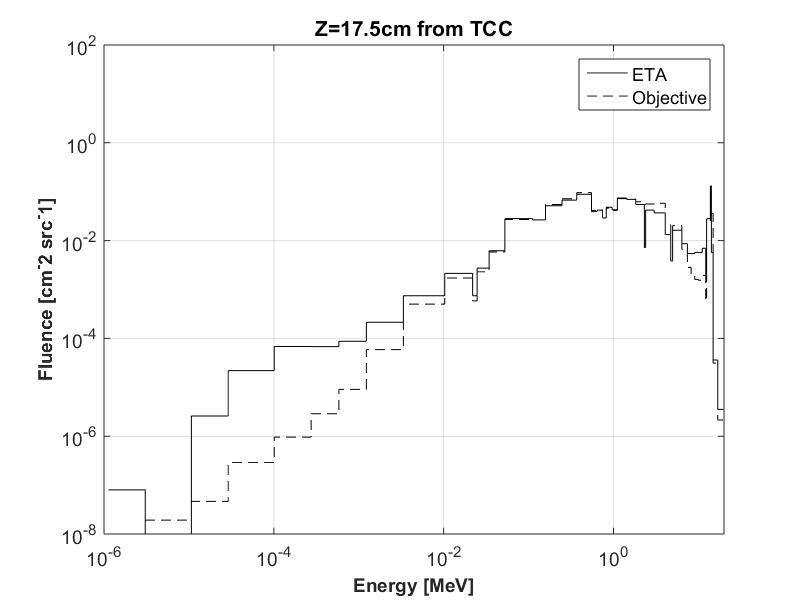 Z=17.5cm from TCC
ETA
Objective
10^2
10^0
10^-2
10^-4
10^-6
10^-8
Fluence [cm^-2 src^-1]
10^-6
10^-4
10^-2
10^0
Energy [MeV]